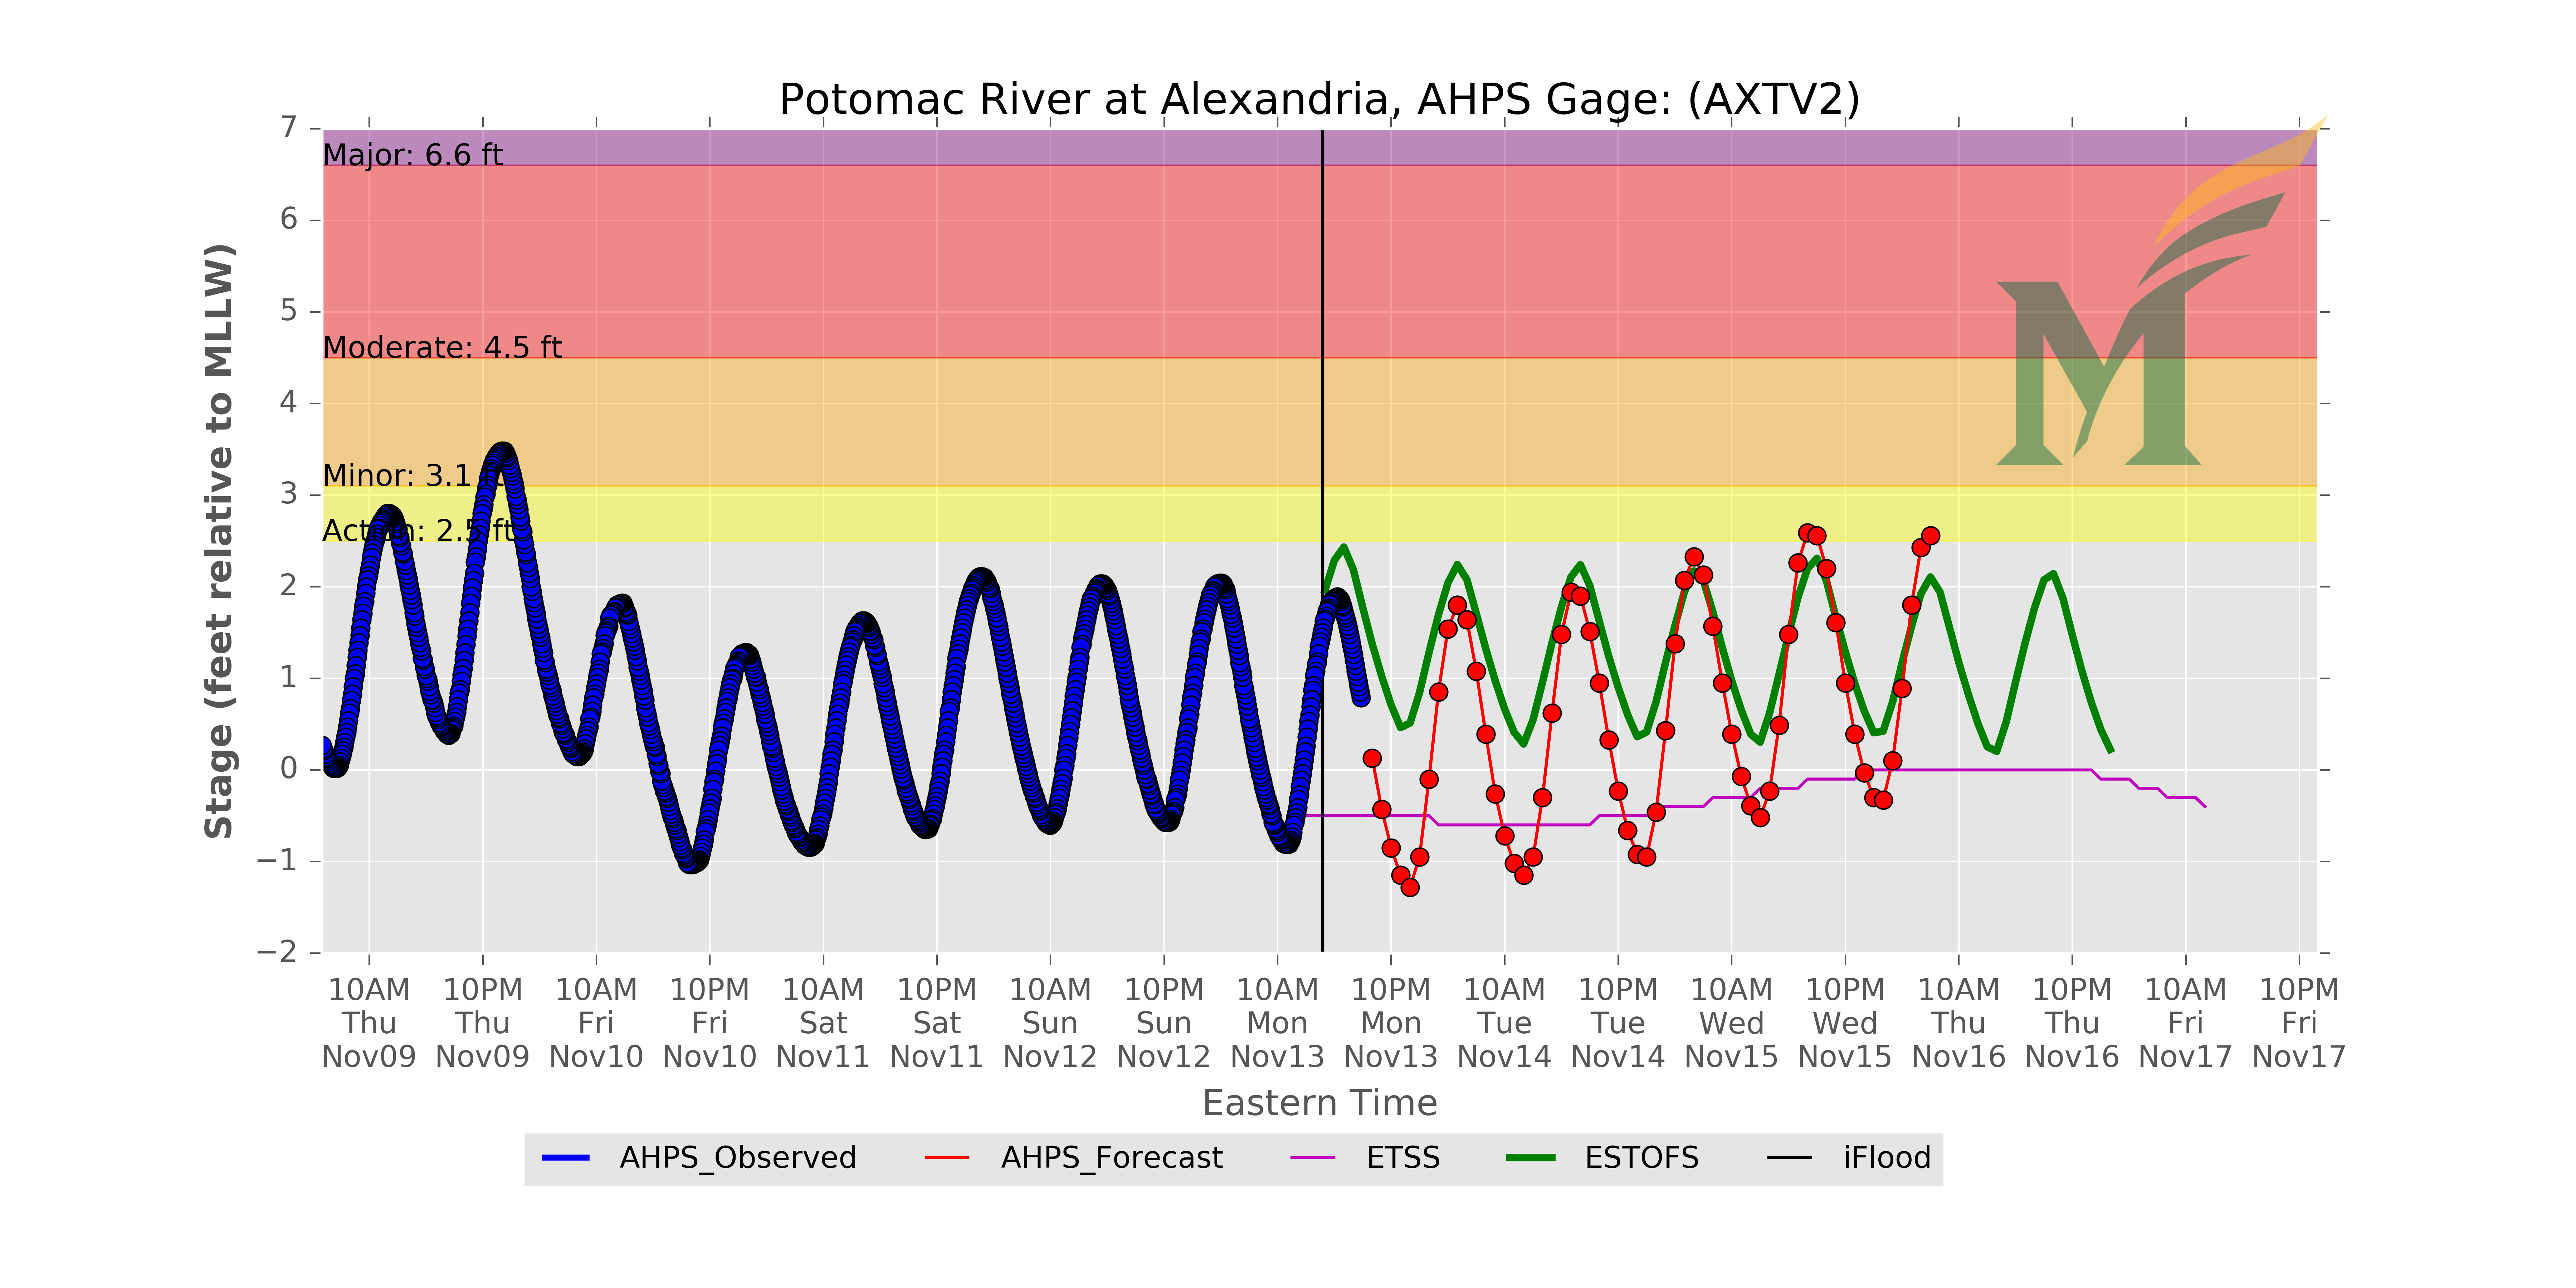 Potomac River at Alexandria, AHPS Gage: (AXTV2)
Stage (feet relative to MLLW)
7
6
5
4
3
2
1
0
−1
−2
Major: 6.6 ft
Moderate: 4.5 ft
Minor: 3.1 ft
Action: 2.5 ft
10AM 10PM 10AM 10PM 10AM 10PM 10AM 10PM 10AM 10PM 10AM 10PM 10AM 10PM 10AM 10PM 10AM 10PM
Thu Thu Fri Fri Sat Sat Sun Sun Mon Mon Tue Tue Wed Wed Thu Thu Fri Fri
Nov09 Nov09 Nov10 Nov10 Nov11 Nov11 Nov12 Nov12 Nov13 Nov13 Nov14 Nov14 Nov15 Nov15 Nov16 Nov16 Nov17 Nov17
Eastern Time
AHPS_Observed AHPS_Forecast ETSS ESTOFS iFlood
M